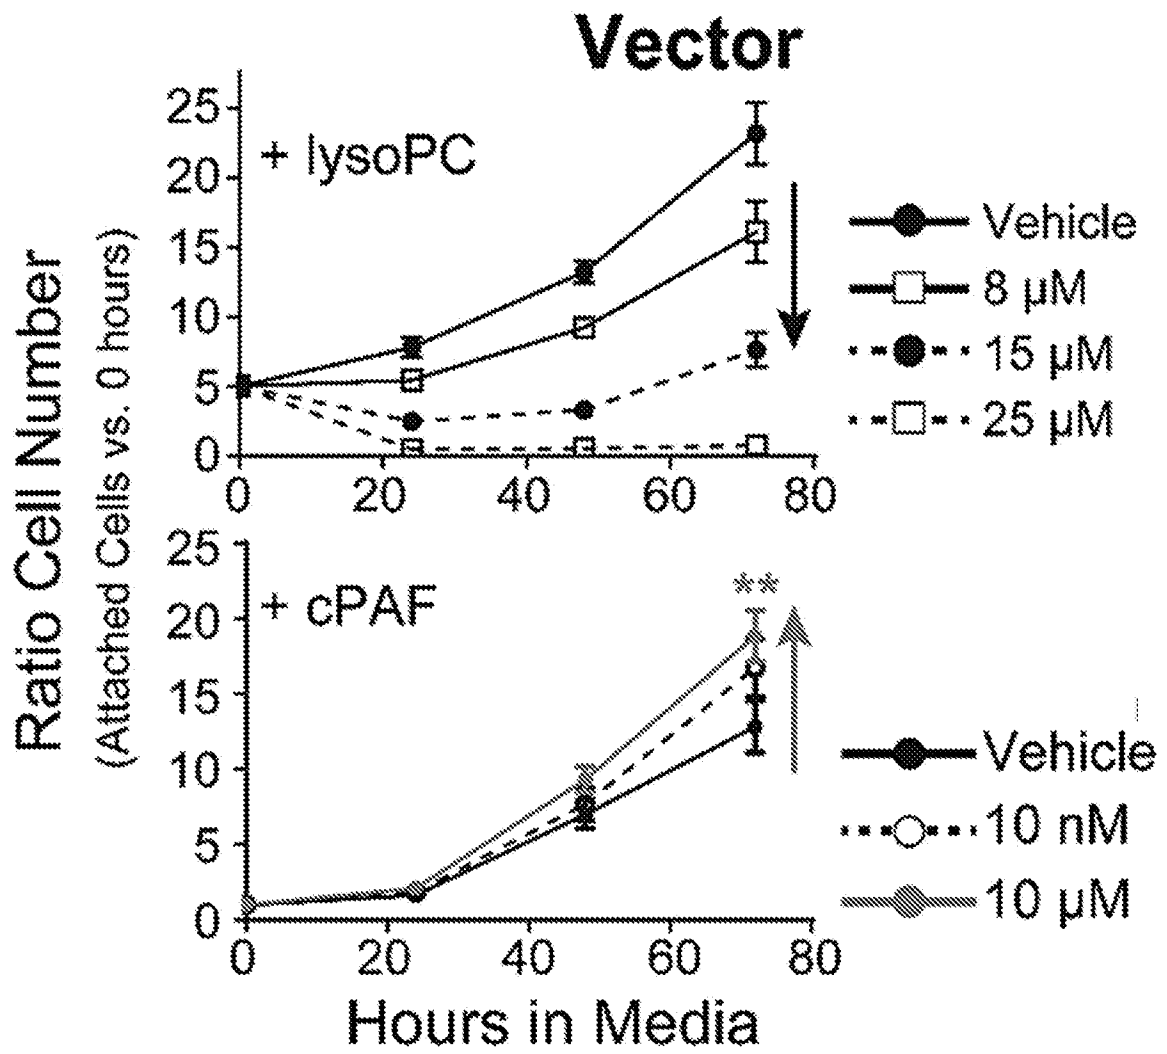 Vector
Ratio Cell Number
(Attached Cells vs. 0 hours)
25
+ lysoPC
20
15
10
5
0
0 20 40 60 80
Vehicle
8 µM
15 µM
25 µM
25
**
+ cPAF
20
15
10
5
0
0 20 40 60 80
Vehicle
10 nM
10 µM
Hours in Media